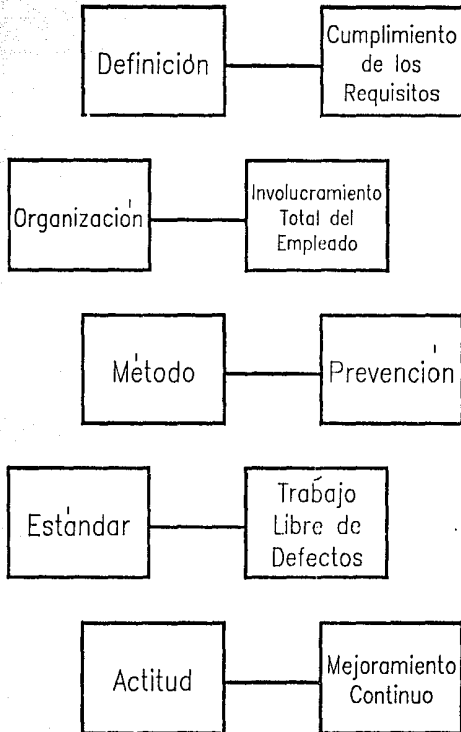 Definición
Cumplimiento
de los
Requisitos
Organización
Involucramiento
Total del
Empleado
Método
Prevención
Estándar
Trabajo
Libre de
Defectos
Actitud
Mejoramiento
Continuo